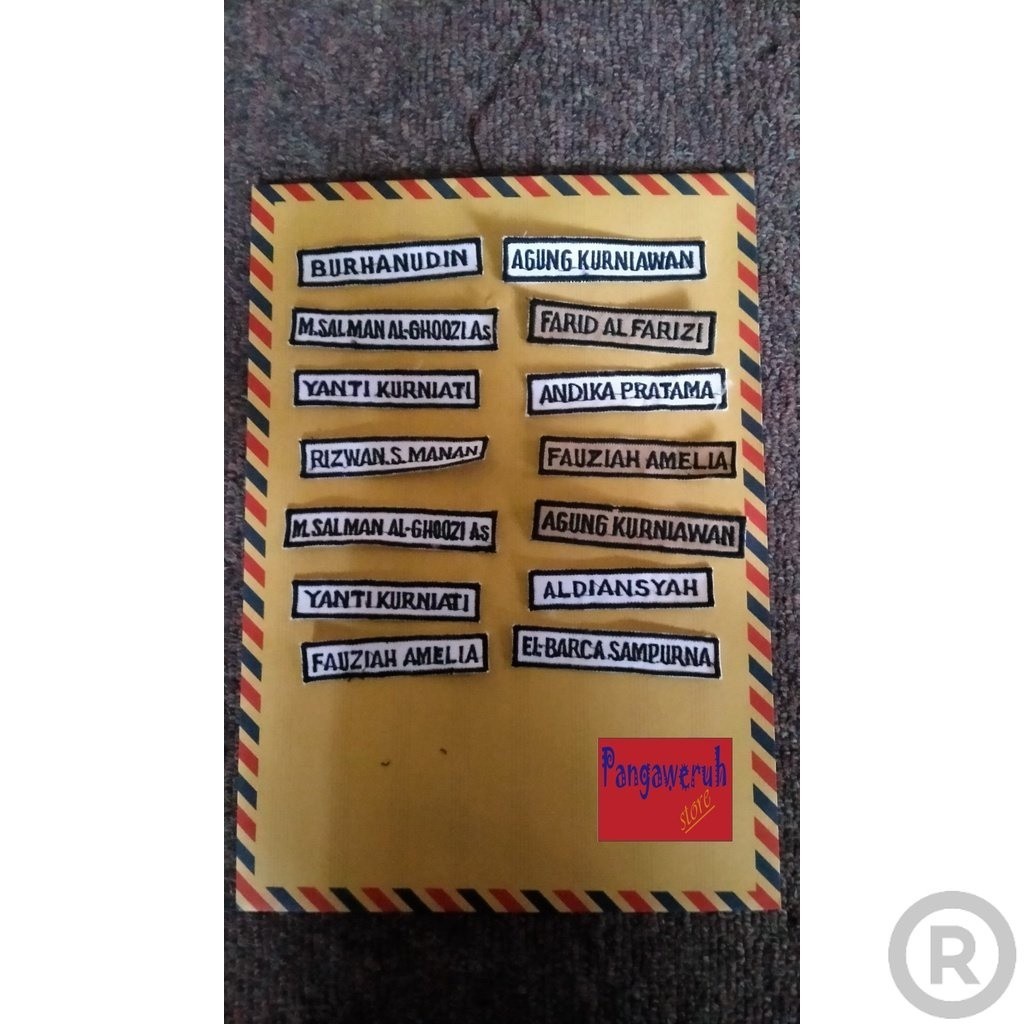 BURHANUDIN
AGUNG KURNIAWAN
M.SALMAN AL-GHOOZI.As
FARID AL FARIZI
YANTI KURNIATI
ANDIKA PRATAMA
RIZWAN.S.MANAN
FAUZIAH AMELIA
M.SALMAN AL-GHOOZI As
AGUNG KURNIAWAN
YANTI KURNIATI
ALDIANSYAH
FAUZIAH AMELIA
EL-BARCA.SAMPURNA
Pangaweruh
store
R